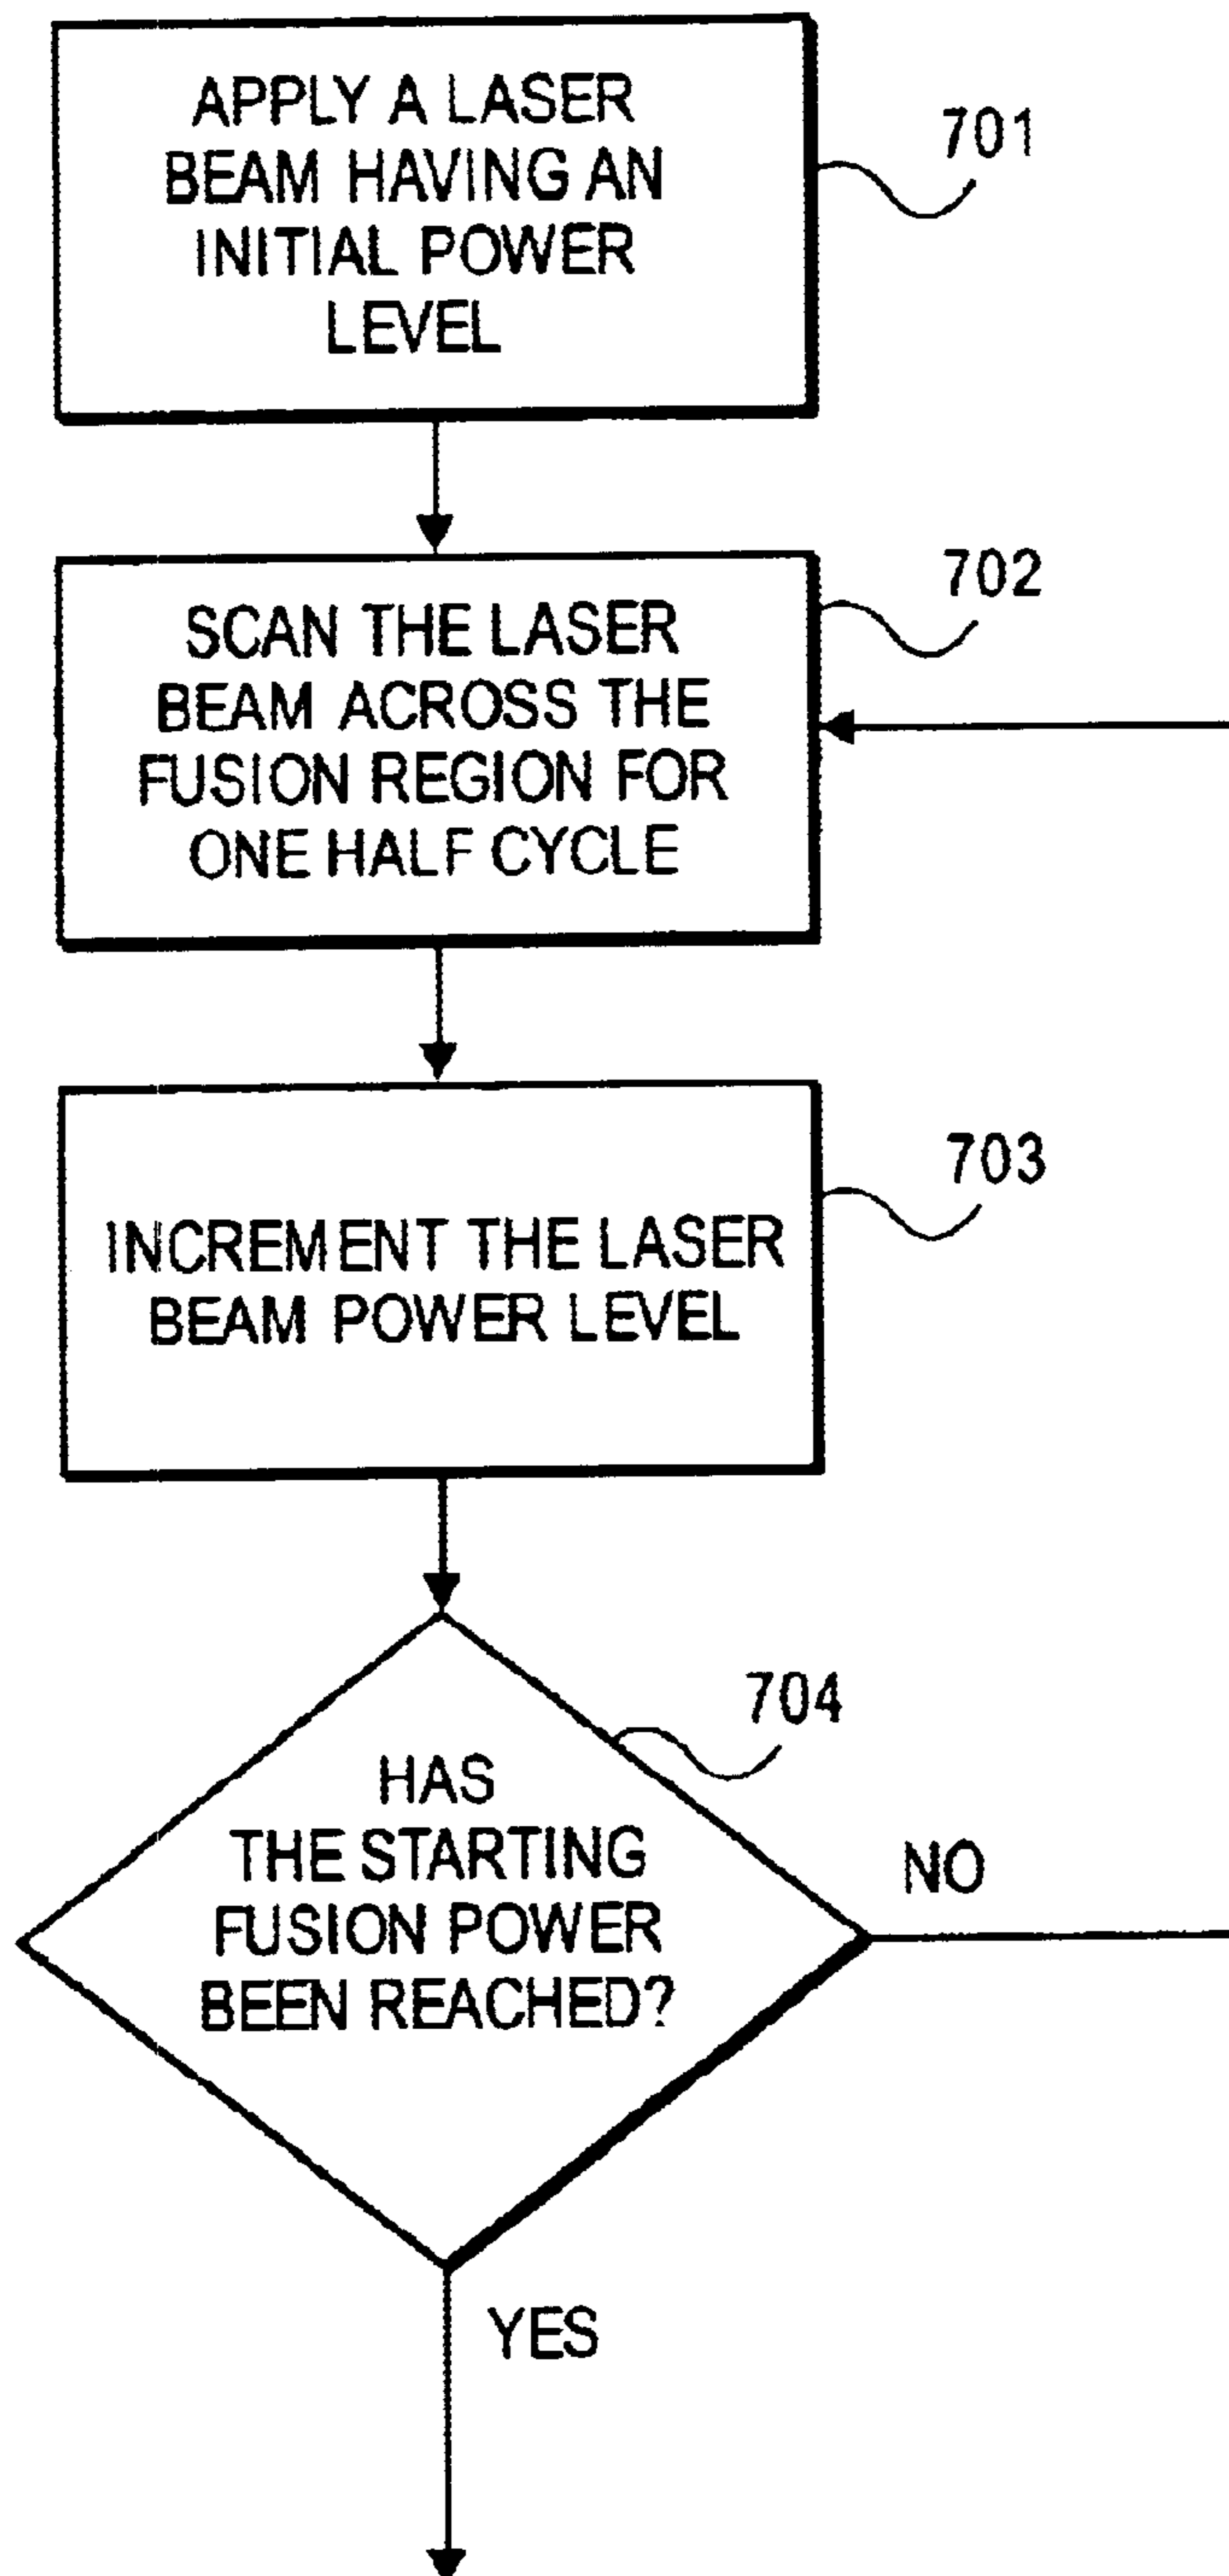 APPLY A LASER
BEAM HAVING AN
INITIAL POWER
LEVEL
701
SCAN THE LASER
BEAM ACROSS THE
FUSION REGION FOR
ONE HALF CYCLE
702
INCREMENT THE LASER
BEAM POWER LEVEL
703
HAS
THE STARTING
FUSION POWER
BEEN REACHED?
704
NO
YES